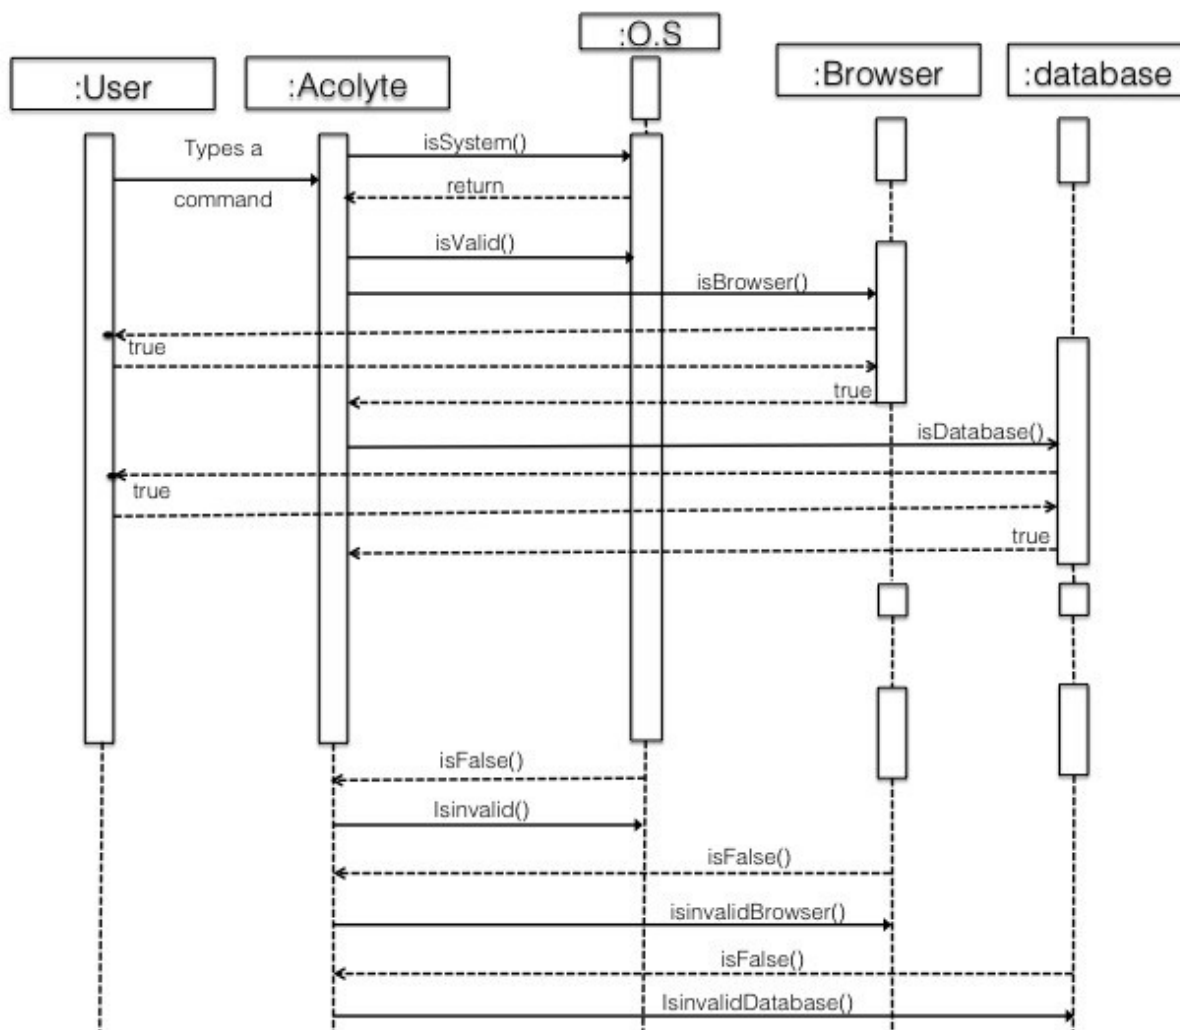 :User
:Acolyte
:O.S
:Browser
:database
Types a
command
isSystem()
return
isValid()
isBrowser()
true
true
isDatabase()
true
true
isFalse()
Isinvalid()
isFalse()
isinvalidBrowser()
isFalse()
IsinvalidDatabase()